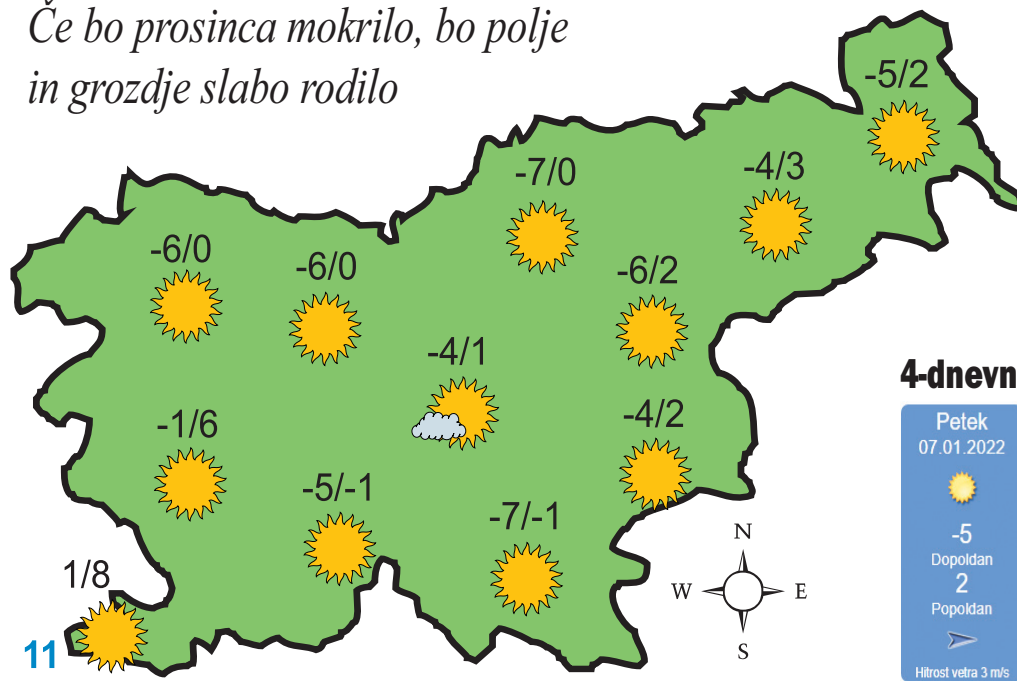 Če bo prosinca mokrilo, bo polje
in grozdje slabo rodilo
-5/2
-7/0
-4/3
-6/0
-6/0
-6/2
-4/1
-1/6
-4/2
-5/-1
-7/-1
1/8
11
N
W
E
S
4-dnevn
Petek
07.01.2022
-5
Dopoldan
2
Popoldan
Hitrost vetra 3 m/s